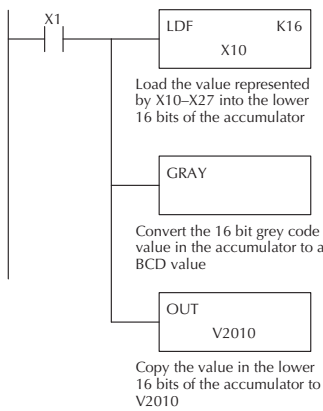 X1
LDF K16
X10
Load the value represented
by X10–X27 into the lower
16 bits of the accumulator
GRAY
Convert the 16 bit grey code
value in the accumulator to a
BCD value
OUT
V2010
Copy the value in the lower
16 bits of the accumulator to
V2010